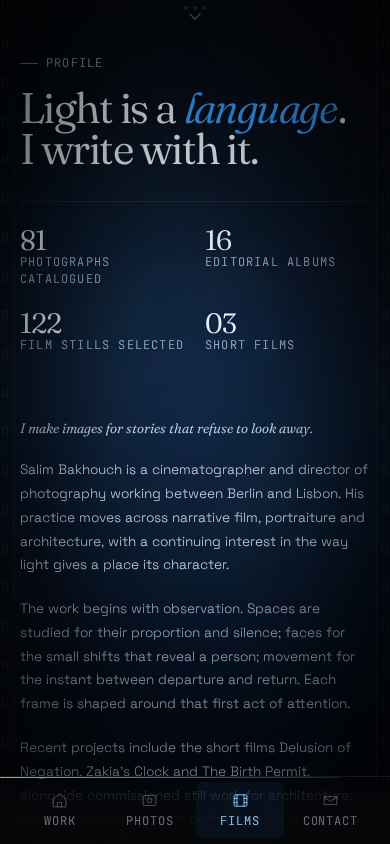 PROFILE
Light is a language.
I write with it.
81
PHOTOGRAPHS
CATALOGUED
16
EDITORIAL ALBUMS
122
FILM STILLS SELECTED
03
SHORT FILMS
I make images for stories that refuse to look away.
Salim Bakhouch is a cinematographer and director of
photography working between Berlin and Lisbon. His
practice moves across narrative film, portraiture and
architecture, with a continuing interest in the way
light gives a place its character.
The work begins with observation. Spaces are
studied for their proportion and silence; faces for
the small shifts that reveal a person; movement for
the instant between departure and return. Each
frame is shaped around that first act of attention.
Recent projects include the short films Delusion of
Negation, Zakia's Clock and The Birth Permit,
alongside commissioned still work for architecture,
WORK
PHOTOS
FILMS
CONTACT